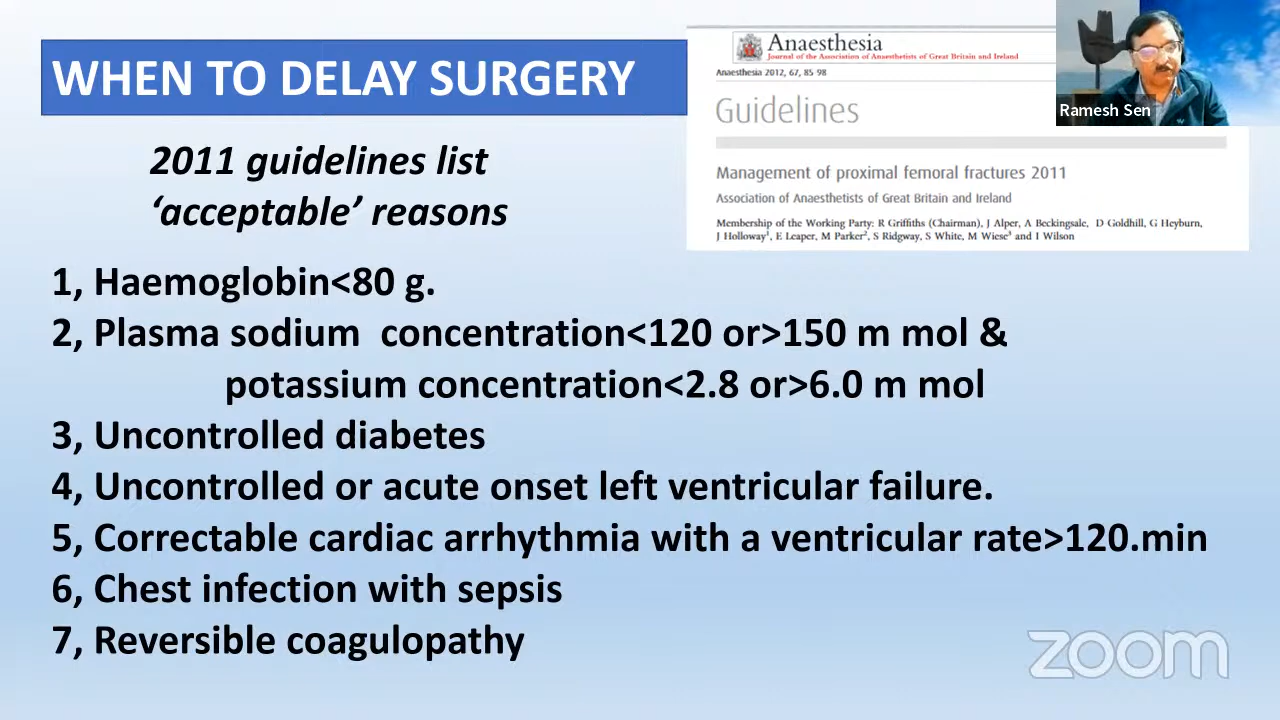 WHEN TO DELAY SURGERY
2011 guidelines list
‘acceptable’ reasons
Anaesthesia
Journal of the Association of Anaesthetists of Great Britain and Ireland
Anaesthesia 2012, 67, 85-98
Guidelines
Management of proximal femoral fractures 2011
Association of Anaesthetists of Great Britain and Ireland
Membership of the Working Party: R Griffiths (Chairman), J Alper, A Beckingsale, D Goldhill, G Heyburn,
J Holloway¹, E Leaper, M Parker², S Ridgway, S White, M Wiese³ and I Wilson
Ramesh Sen
1, Haemoglobin<80 g.
2, Plasma sodium concentration<120 or>150 m mol &
potassium concentration<2.8 or>6.0 m mol
3, Uncontrolled diabetes
4, Uncontrolled or acute onset left ventricular failure.
5, Correctable cardiac arrhythmia with a ventricular rate>120.min
6, Chest infection with sepsis
7, Reversible coagulopathy
zoom